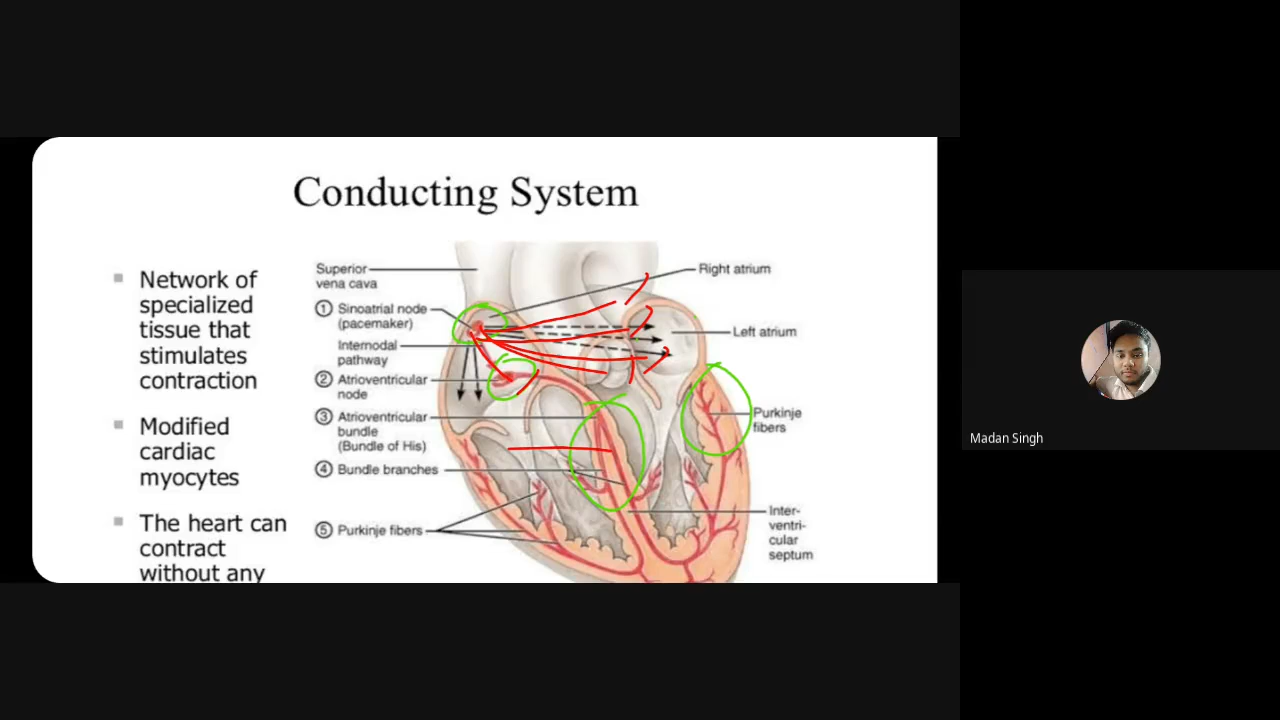 Conducting System
Network of
specialized
tissue that
stimulates
contraction
Modified
cardiac
myocytes
The heart can
contract
without any
Superior
vena cava
1 Sinoatrial node
(pacemaker)
Internodal
pathway
2 Atrioventricular
node
3 Atrioventricular
bundle
(Bundle of His)
4 Bundle branches
5 Purkinje fibers
Right atrium
Left atrium
Purkinje
fibers
Inter-
ventri-
cular
septum
Madan Singh